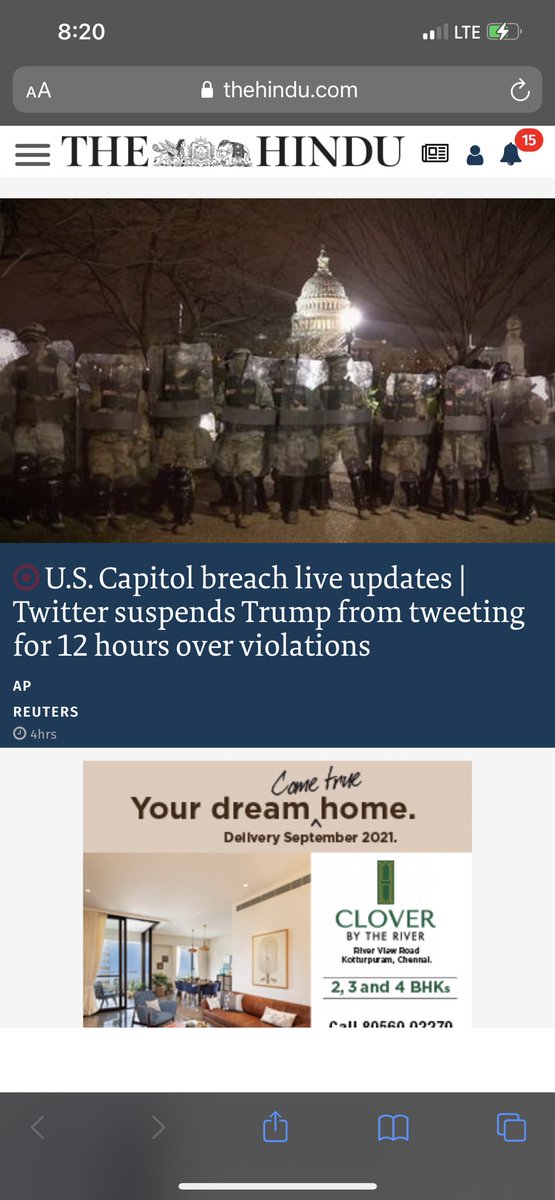 8:20
LTE
AA
thehindu.com
THE HINDU
15
U.S. Capitol breach live updates |
Twitter suspends Trump from tweeting
for 12 hours over violations
AP
REUTERS
4hrs
Come true
Your dream home.
Delivery September 2021.
CLOVER
BY THE RIVER
River View Road
Kotturpuram, Chennai.
2, 3 and 4 BHKs
Call 80560 02270